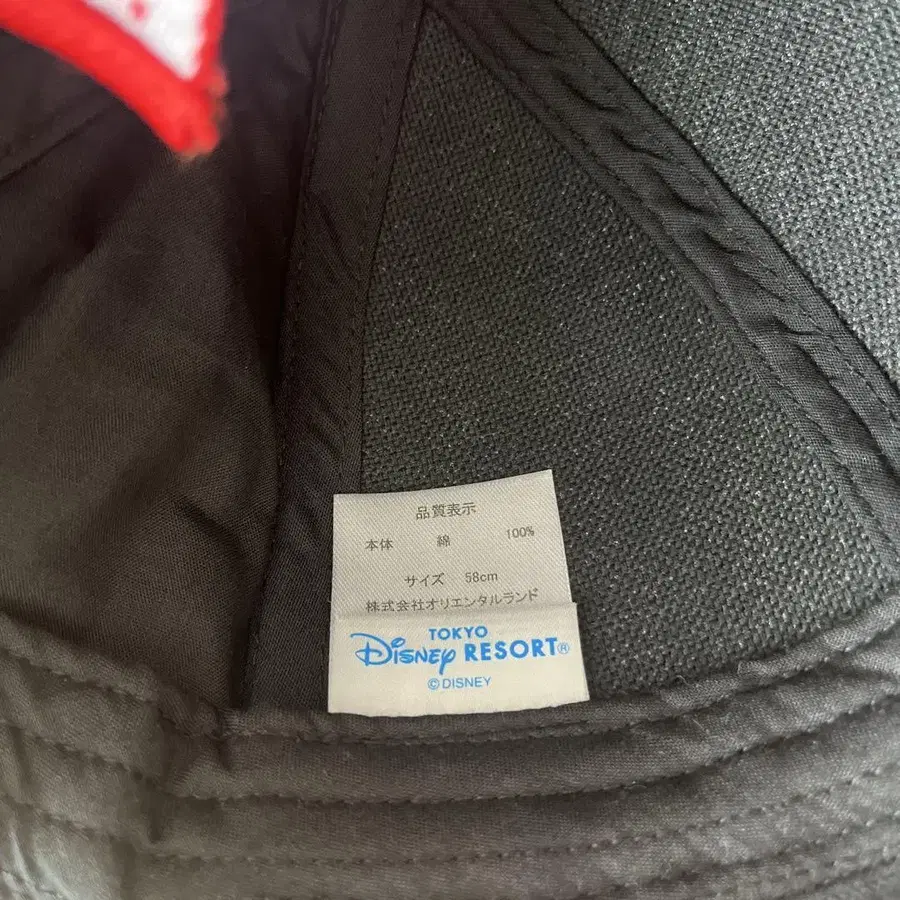 品質表示
本体 綿 100%
サイズ 58cm
株式会社オリエンタルランド
TOKYO
Disney RESORT®
© DISNEY